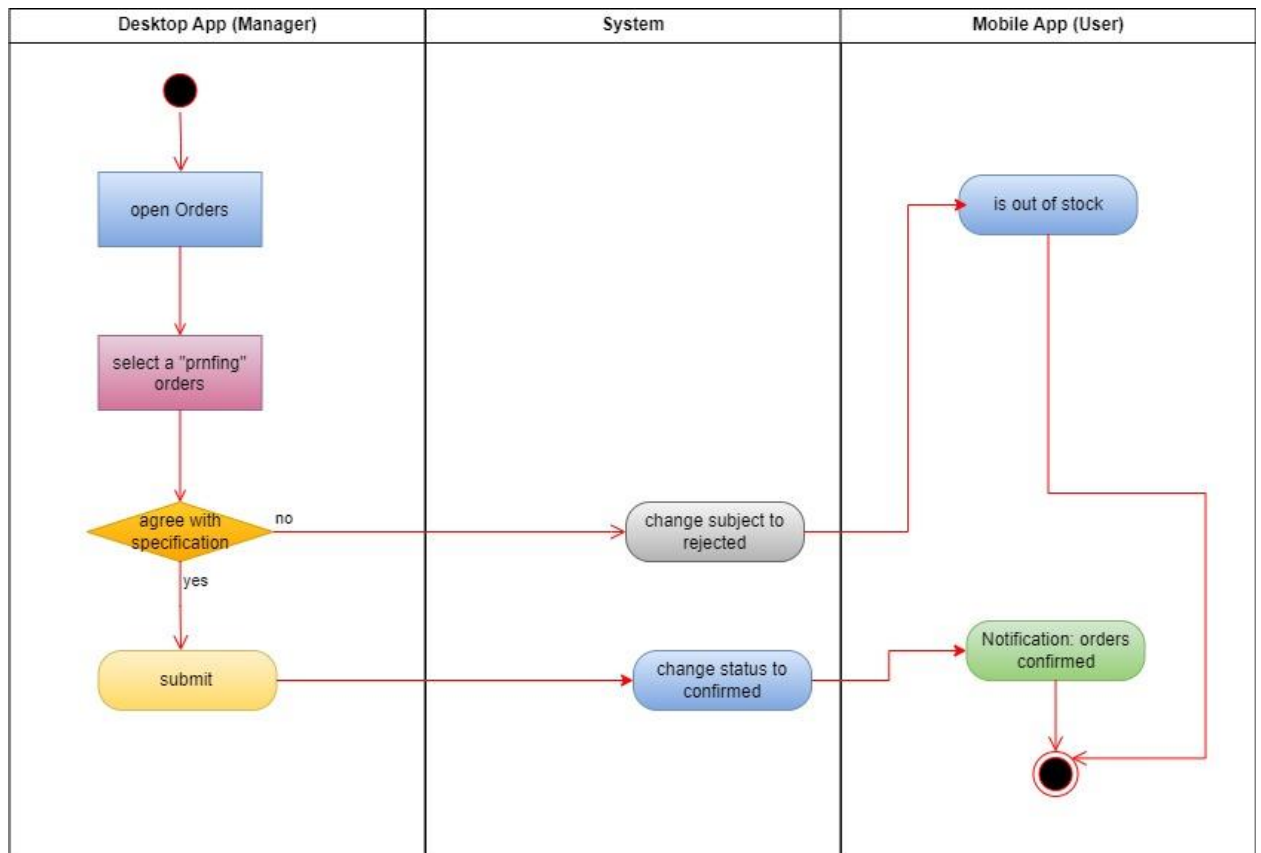 Desktop App (Manager)
System
Mobile App (User)
open Orders
is out of stock
select a "prnfing"
orders
agree with
specification
no
change subject to
rejected
yes
submit
change status to
confirmed
Notification: orders
confirmed